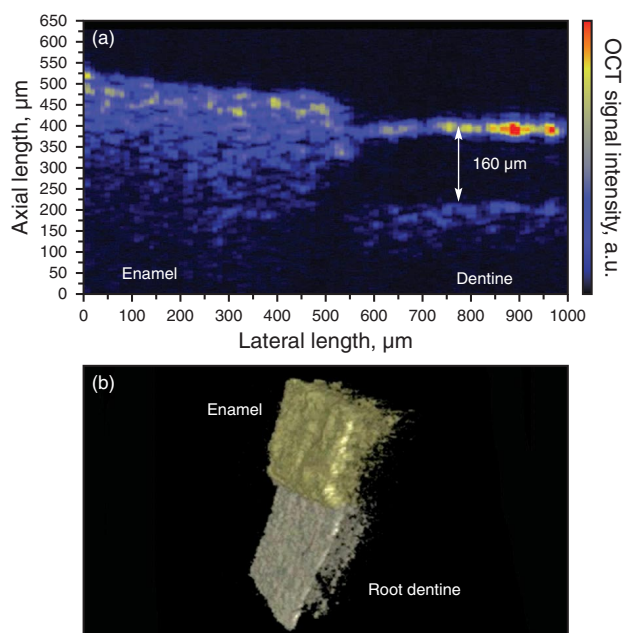 650
600
550
500
450
400
350
300
250
200
150
100
50
0
Axial length, µm
(a)
160 µm
Enamel
Dentine
0
100
200
300
400
500
600
700
800
900
1000
Lateral length, µm
OCT signal intensity, a.u.
(b)
Enamel
Root dentine